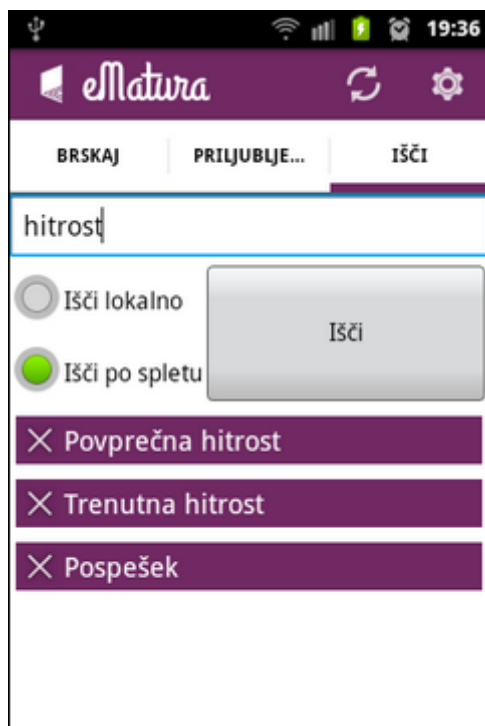 19:36
eMatura
BRSKAJ PRILJUBLJE... IŠČI
hitrost
Išči lokalno
Išči
Išči po spletu
Povprečna hitrost
Trenutna hitrost
Pospešek